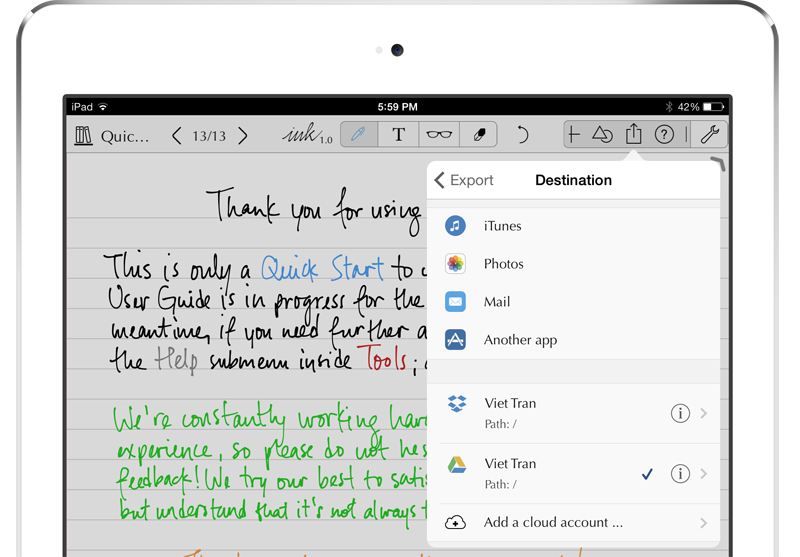 iPad 5:59 PM 42%
Quic... 13/13 ink 1.0 T ?
Export Destination
iTunes
Photos
Mail
Another app
Viet Tran
Path: /
Viet Tran
Path: /
Add a cloud account ...
Thank you for using
This is only a Quick Start to
User Guide is in progress for the
meantime, if you need further a
the Help submenu inside Tools;
We're constantly working hard
experience, so please do not hes
feedback! We try our best to satis
but understand that it's not always